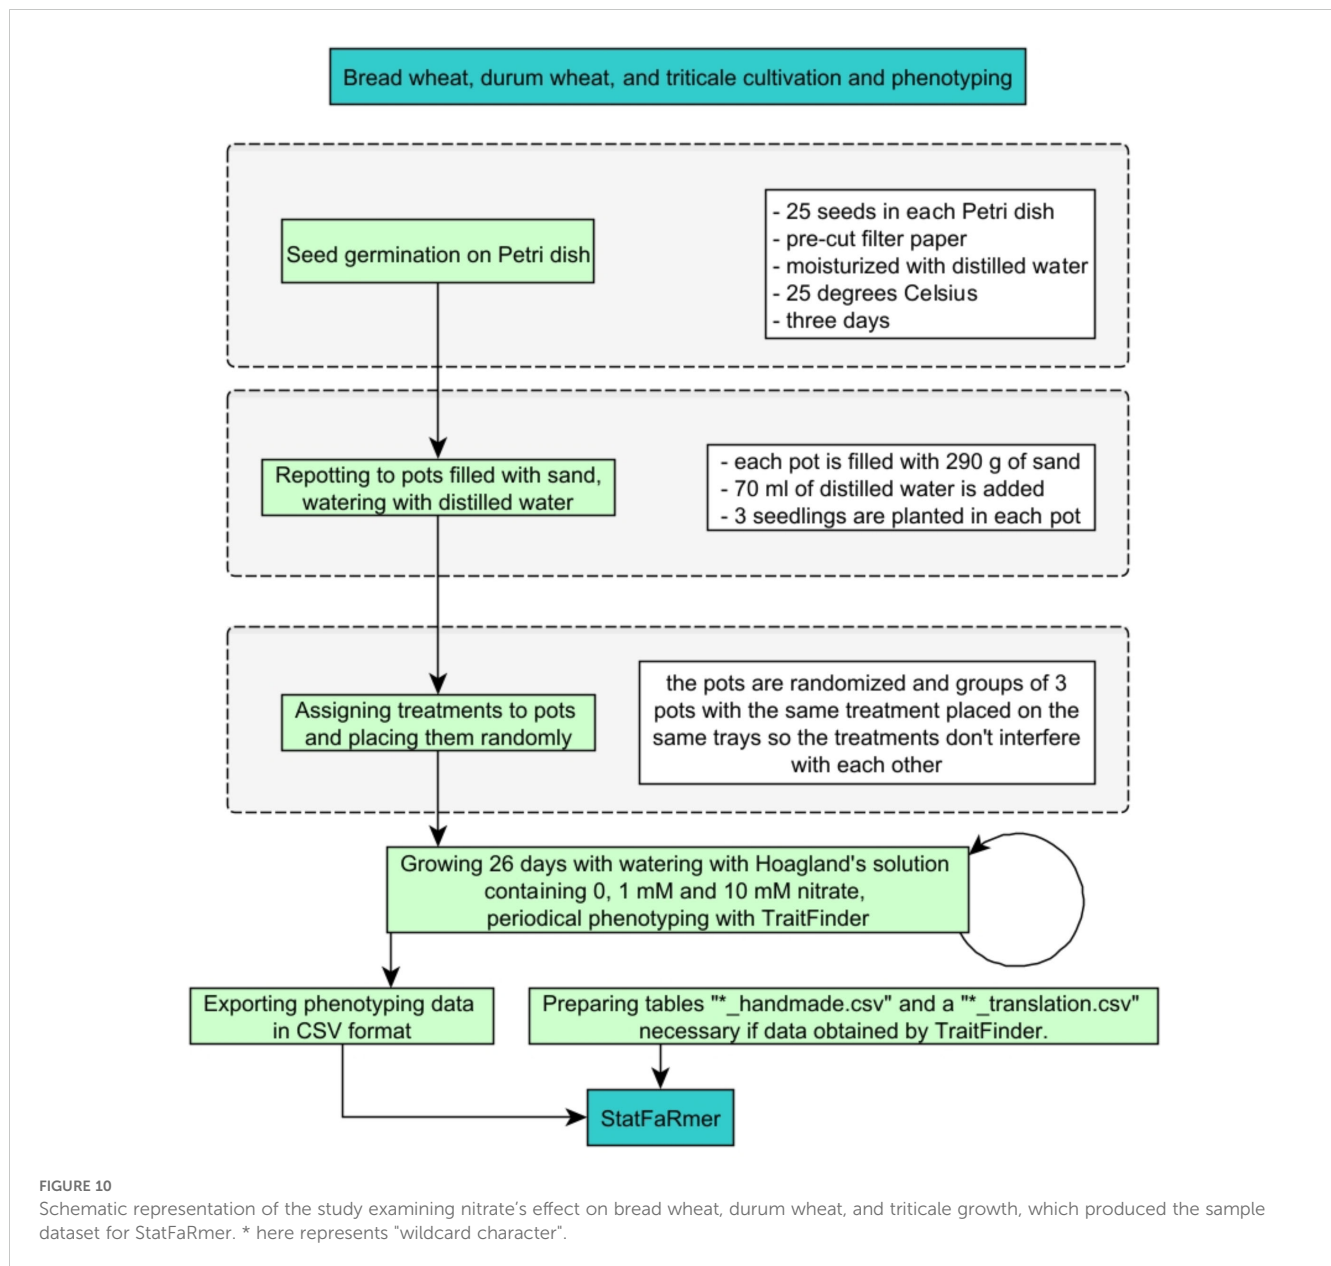 Bread wheat, durum wheat, and triticale cultivation and phenotyping
Seed germination on Petri dish
- 25 seeds in each Petri dish
- pre-cut filter paper
- moisturized with distilled water
- 25 degrees Celsius
- three days
Repotting to pots filled with sand,
watering with distilled water
- each pot is filled with 290 g of sand
- 70 ml of distilled water is added
- 3 seedlings are planted in each pot
Assigning treatments to pots
and placing them randomly
the pots are randomized and groups of 3
pots with the same treatment placed on the
same trays so the treatments don't interfere
with each other
Growing 26 days with watering with Hoagland's solution
containing 0, 1 mM and 10 mM nitrate,
periodical phenotyping with TraitFinder
Exporting phenotyping data
in CSV format
Preparing tables "*_handmade.csv" and a "*_translation.csv"
necessary if data obtained by TraitFinder.
StatFaRmer
FIGURE 10
Schematic representation of the study examining nitrate's effect on bread wheat, durum wheat, and triticale growth, which produced the sample
dataset for StatFaRmer. * here represents "wildcard character".